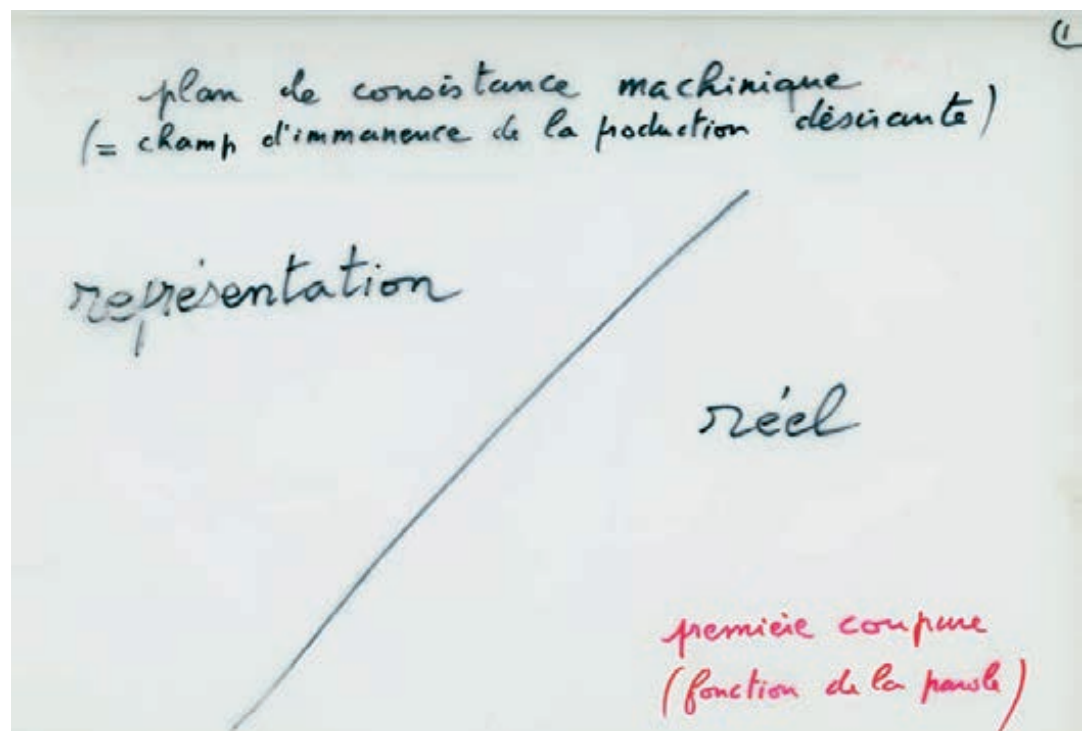 (1
plan de consistance machinique
(= champ d'immanence de la production désirante)
représentation
réel
première coupure
(fonction de la parole)